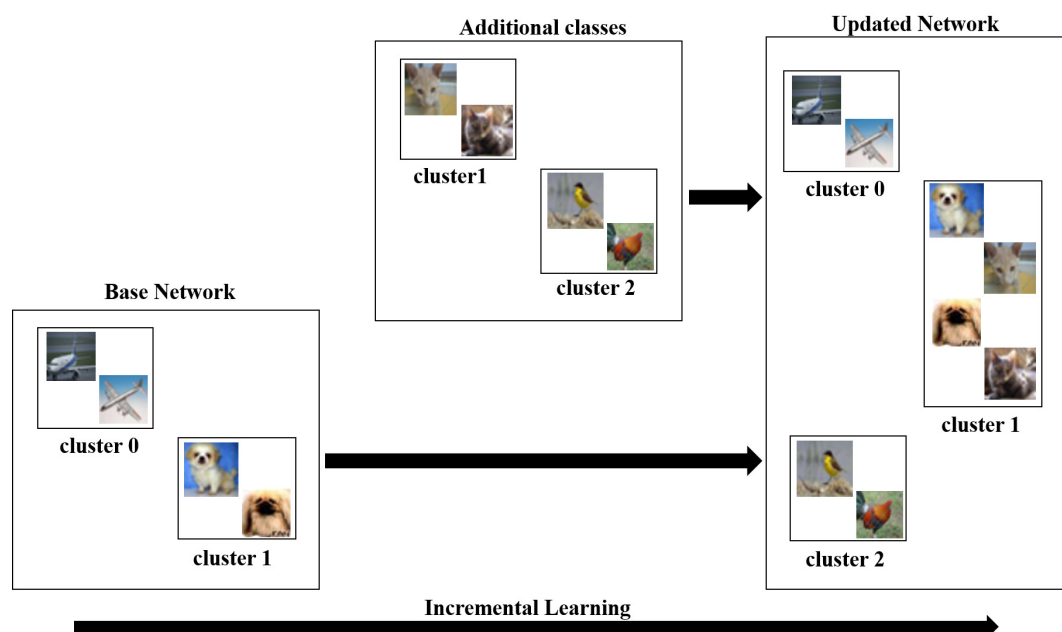 Additional classes
Updated Network
cluster1
cluster 0
cluster 2
Base Network
cluster 0
cluster 1
cluster 1
cluster 2
Incremental Learning